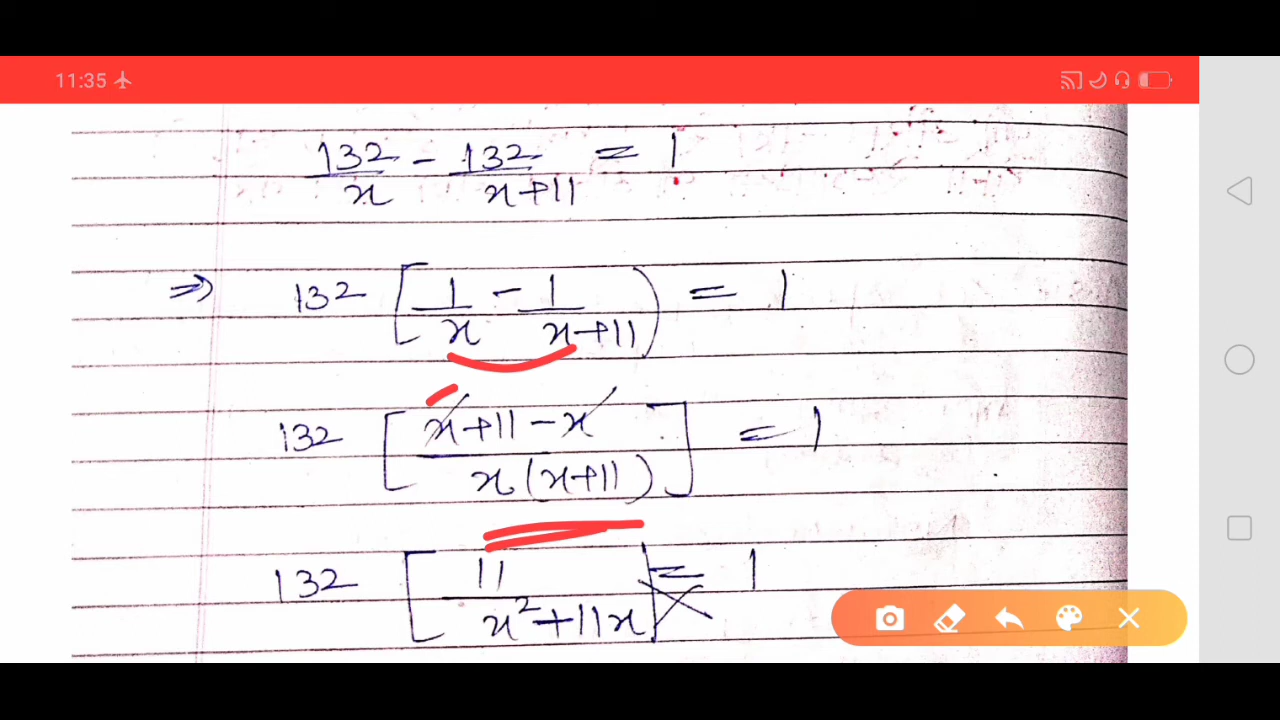 11:35
132/x - 132/x+11 = 1
⇒ 132 [1/x - 1/x+11) = 1
132 [x+11-x / x(x+11)] = 1
132 [11 / x²+11x] = 1